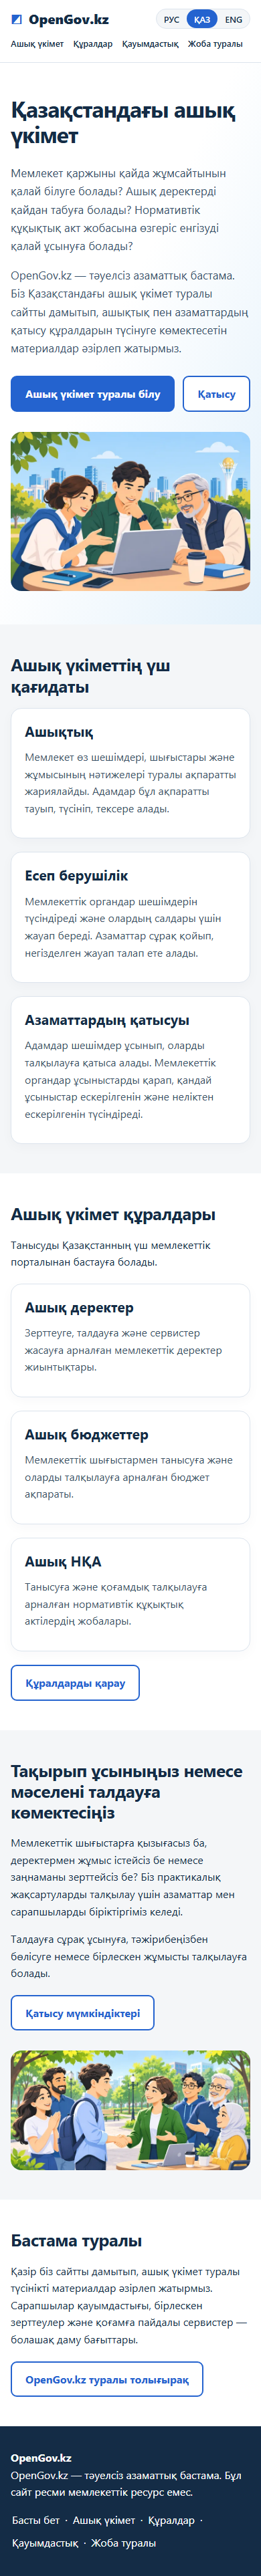 OpenGov.kz
РУС ҚАЗ ENG
Ашық үкімет Құралдар Қауымдастық Жоба туралы
Қазақстандағы ашық
үкімет
Мемлекет қаржыны қайда жұмсайтынын
қалай білуге болады? Ашық деректерді
қайдан табуға болады? Нормативтік
құқықтық акт жобасына өзгеріс енгізуді
қалай ұсынуға болады?
OpenGov.kz — тәуелсіз азаматтық бастама.
Біз Қазақстандағы ашық үкімет туралы
сайтты дамытып, ашықтық пен азаматтардың
қатысу құралдарын түсінуге көмектесетін
материалдар әзірлеп жатырмыз.
Ашық үкімет туралы білу Қатысу
Ашық үкіметтің үш
қағидаты
Ашықтық
Мемлекет өз шешімдері, шығыстары және
жұмысының нәтижелері туралы ақпаратты
жариялайды. Адамдар бұл ақпаратты
тауып, түсініп, тексере алады.
Есеп берушілік
Мемлекеттік органдар шешімдерін
түсіндіреді және олардың салдары үшін
жауап береді. Азаматтар сұрақ қойып,
негізделген жауап талап ете алады.
Азаматтардың қатысуы
Адамдар шешімдер ұсынып, оларды
талқылауға қатыса алады. Мемлекеттік
органдар ұсыныстарды қарап, қандай
ұсыныстар ескерілгенін және неліктен
ескерілгенін түсіндіреді.
Ашық үкімет құралдары
Танысуды Қазақстанның үш мемлекеттік
порталынан бастауға болады.
Ашық деректер
Зерттеуге, талдауға және сервистер
жасауға арналған мемлекеттік деректер
жиынтықтары.
Ашық бюджеттер
Мемлекеттік шығыстармен танысуға және
оларды талқылауға арналған бюджет
ақпараты.
Ашық НҚА
Танысуға және қоғамдық талқылауға
арналған нормативтік құқықтық
актілердің жобалары.
Құралдарды қарау
Тақырып ұсыныңыз немесе
мәселені талдауға
көмектесіңіз
Мемлекеттік шығыстарға қызығасыз ба,
деректермен жұмыс істейсіз бе немесе
заңнаманы зерттейсіз бе? Біз практикалық
жақсартуларды талқылау үшін азаматтар мен
сарапшыларды біріктіргіміз келеді.
Талдауға сұрақ ұсынуға, тәжірибеңізбен
бөлісуге немесе бірлескен жұмысты талқылауға
болады.
Қатысу мүмкіндіктері
Бастама туралы
Қазір біз сайтты дамытып, ашық үкімет туралы
түсінікті материалдар әзірлеп жатырмыз.
Сарапшылар қауымдастығы, бірлескен
зерттеулер және қоғамға пайдалы сервистер —
болашақ даму бағыттары.
OpenGov.kz туралы толығырақ
OpenGov.kz
OpenGov.kz — тәуелсіз азаматтық бастама. Бұл
сайт ресми мемлекеттік ресурс емес.
Басты бет · Ашық үкімет · Құралдар ·
Қауымдастық · Жоба туралы